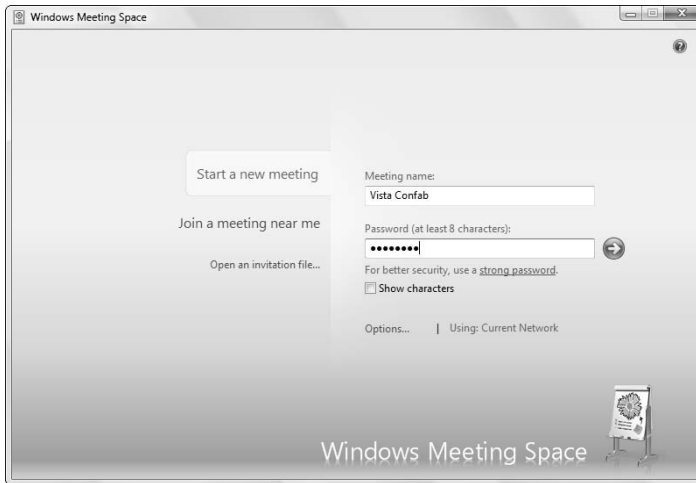 Windows Meeting Space
Start a new meeting
Join a meeting near me
Open an invitation file...
Meeting name:
Vista Confab
Password (at least 8 characters):
••••••••
For better security, use a strong password.
Show characters
Options... | Using: Current Network
Windows Meeting Space